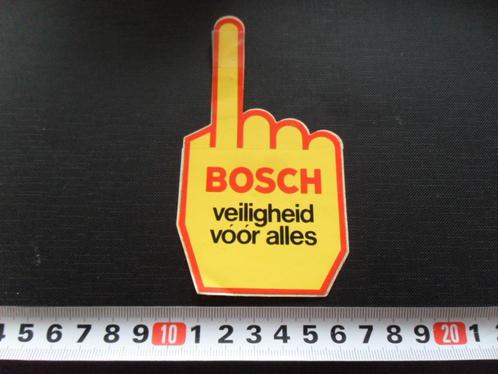 BOSCH
veiligheid
vóór alles
4 5 6 7 8 9 10 1 2 3 4 5 6 7 8 9 20 1